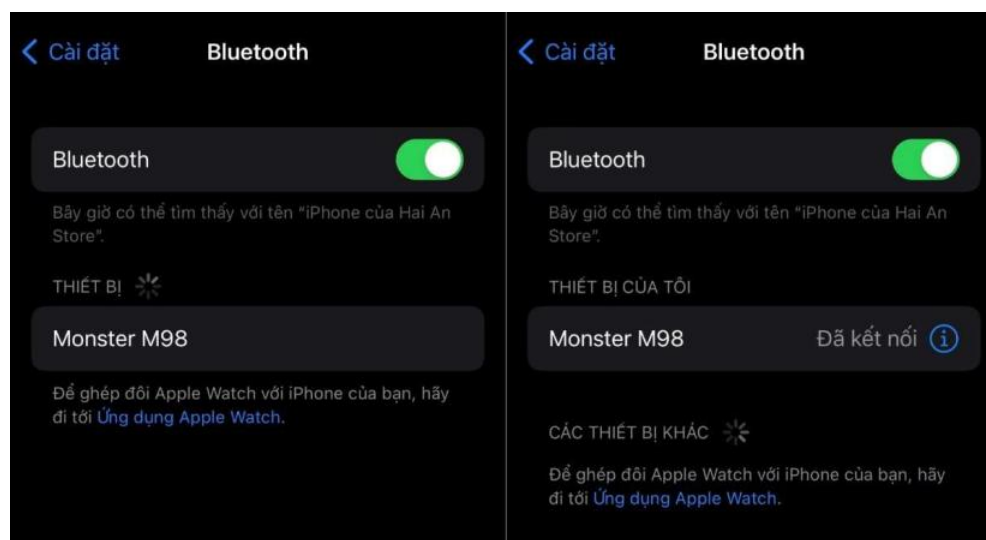 Cài đặt
Bluetooth
Bluetooth
Bây giờ có thể tìm thấy với tên “iPhone của Hai An
Store”.
THIẾT BỊ
Monster M98
Để ghép đôi Apple Watch với iPhone của bạn, hãy
đi tới Ứng dụng Apple Watch.
Cài đặt
Bluetooth
Bluetooth
Bây giờ có thể tìm thấy với tên “iPhone của Hai An
Store”.
THIẾT BỊ CỦA TÔI
Monster M98 Đã kết nối
CÁC THIẾT BỊ KHÁC
Để ghép đôi Apple Watch với iPhone của bạn, hãy
đi tới Ứng dụng Apple Watch.